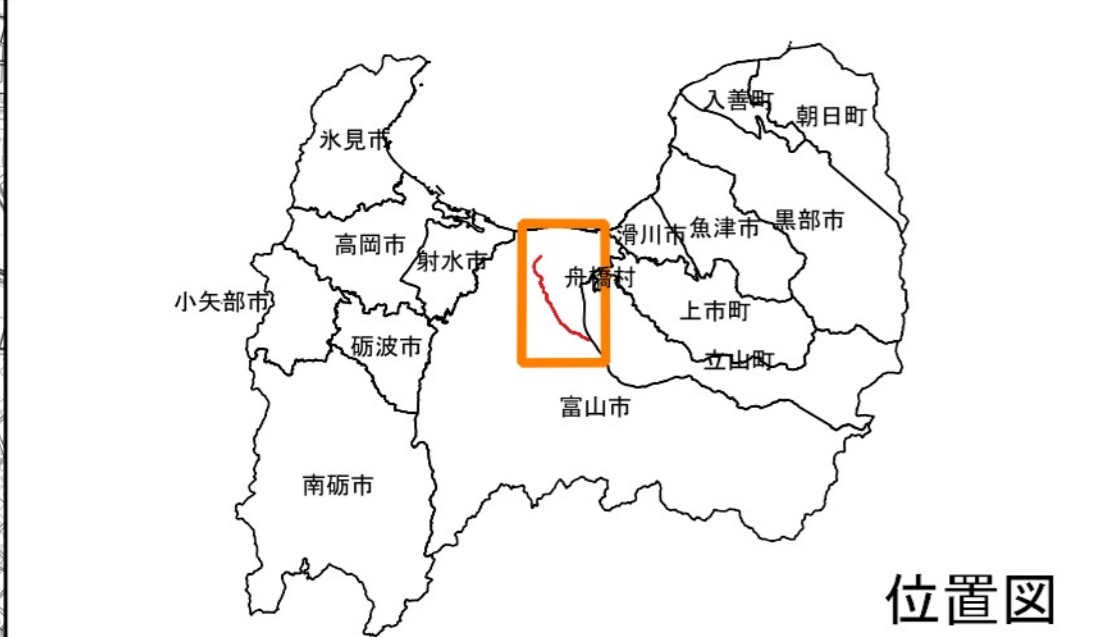 入善町
朝日町
氷見市
黒部市
魚津市
滑川市
高岡市
射水市
舟橋村
小矢部市
上市町
砺波市
立山町
富山市
南砺市
位置図